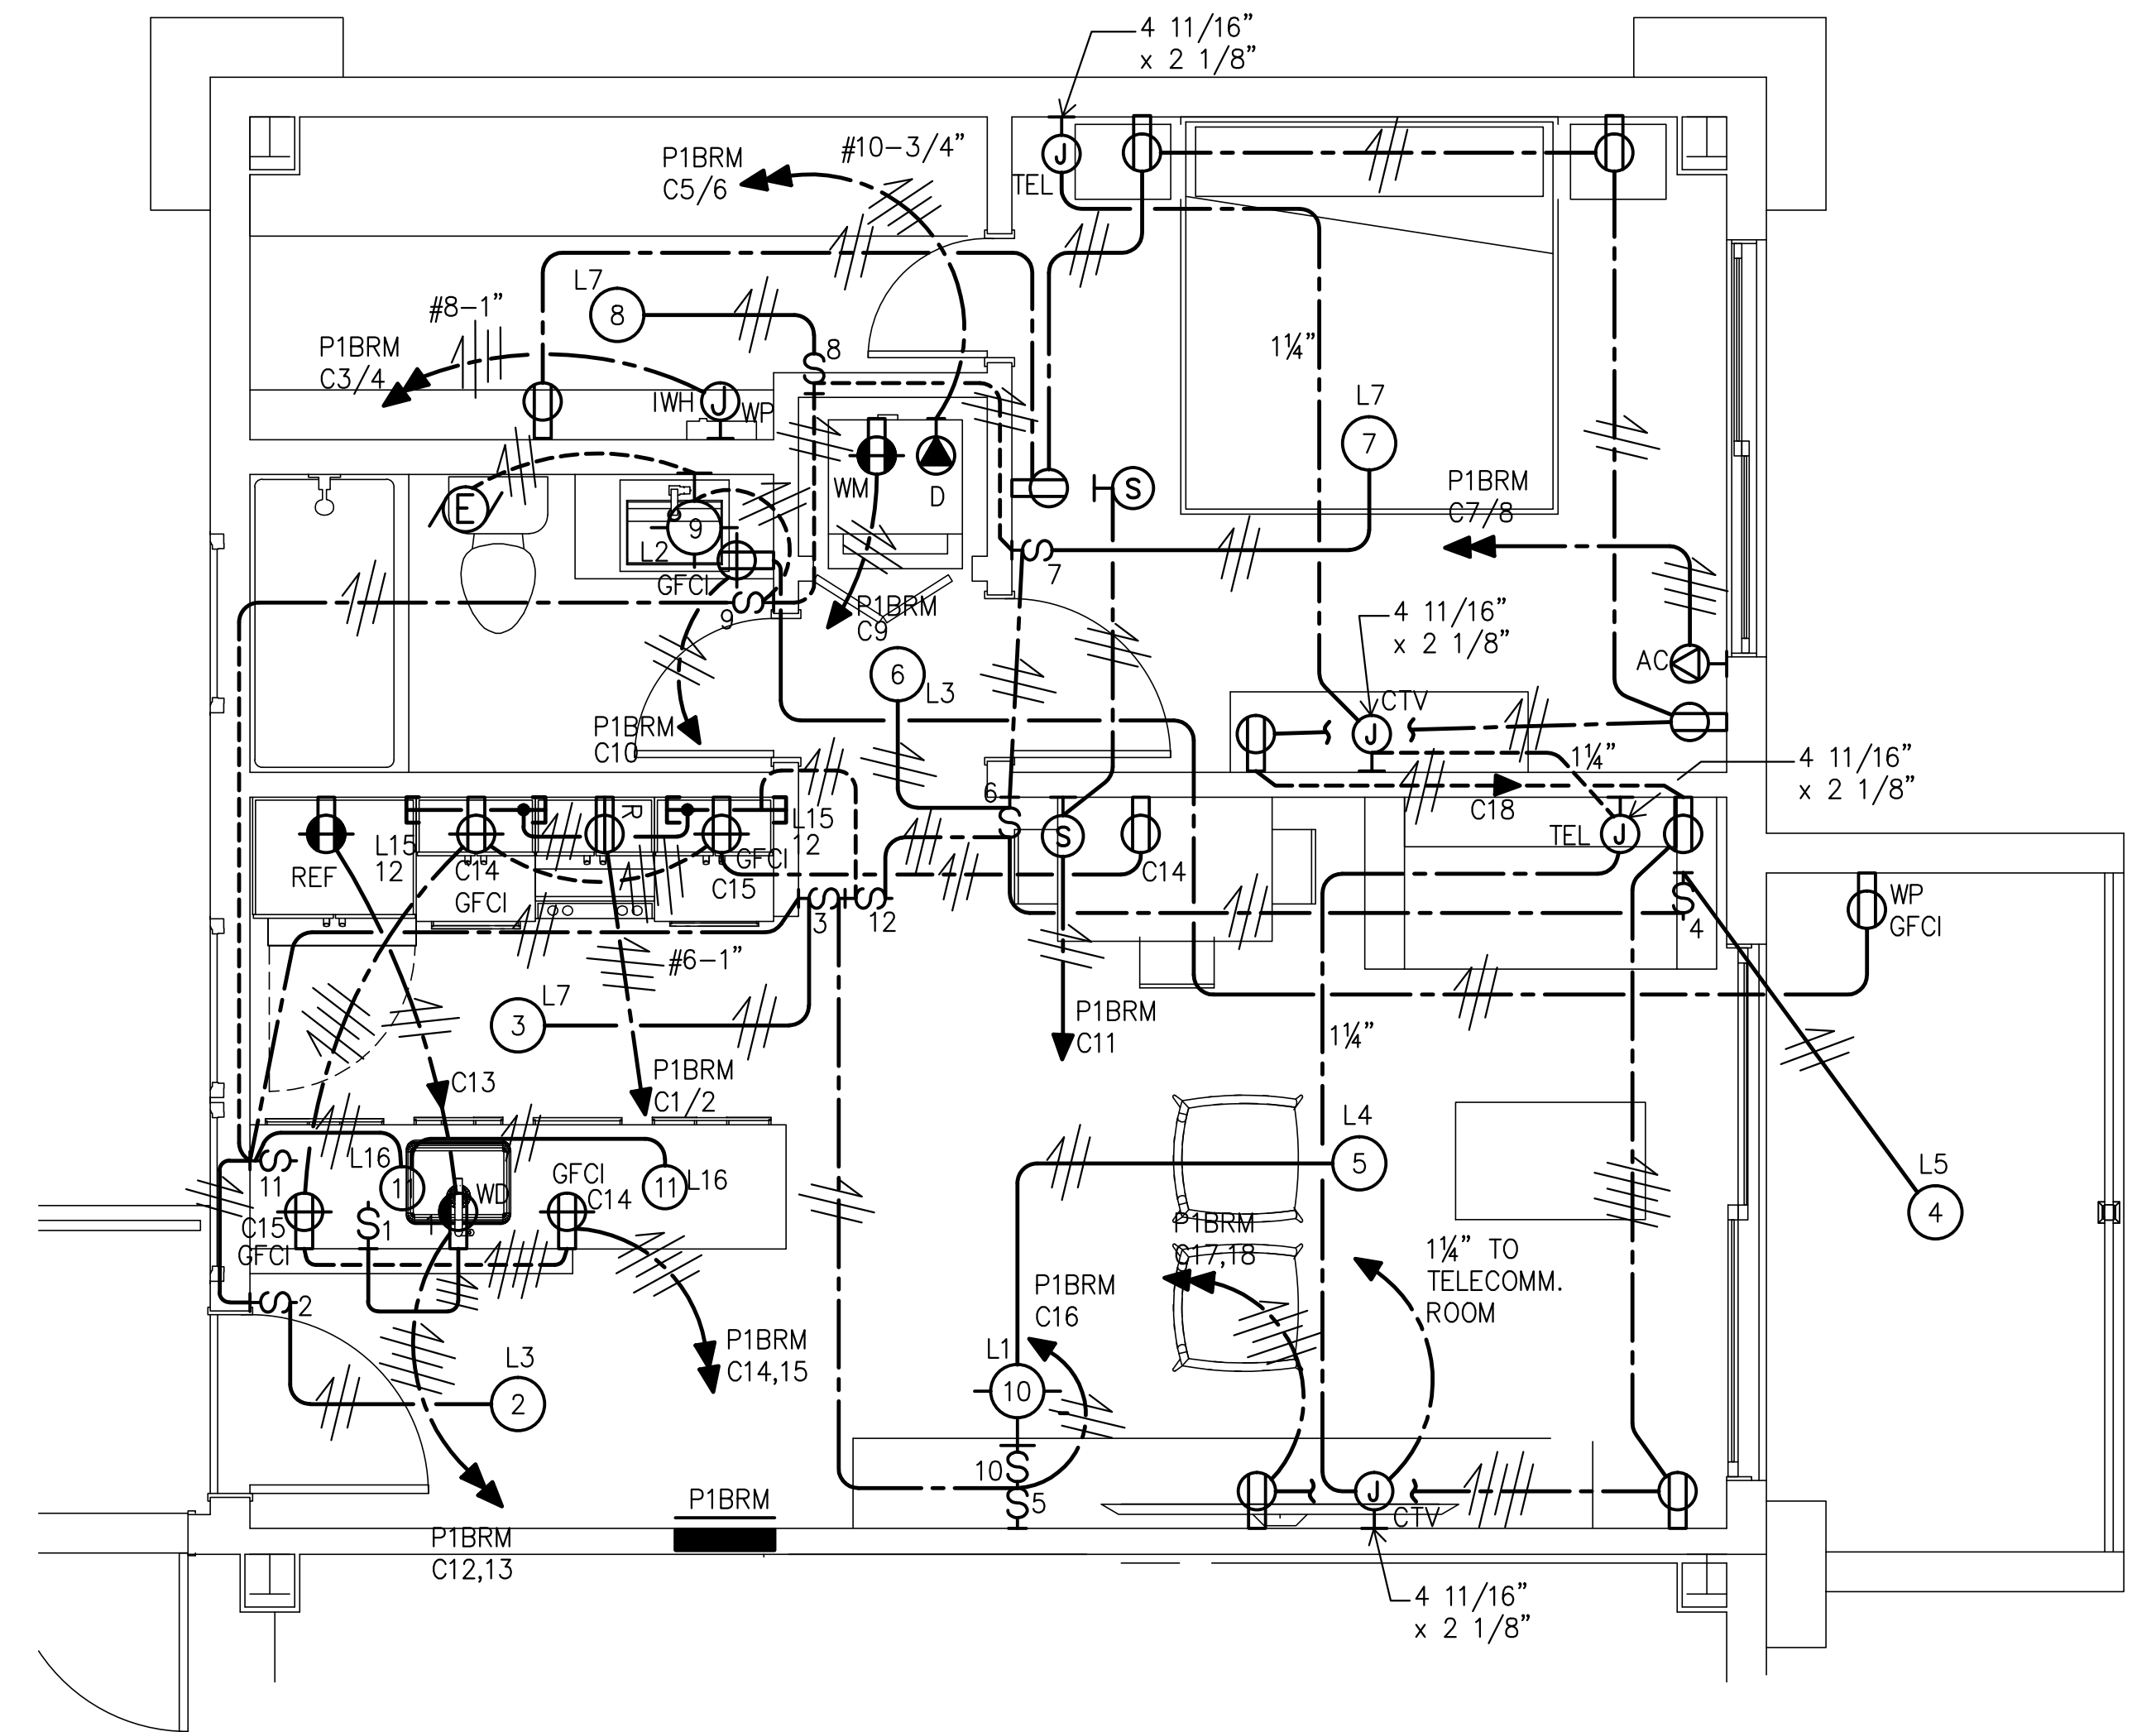 4 11/16"
x 2 1/8"
#10-3/4"
P1BRM
C5/6
J
TEL
L7
8
#8-1"
1¼"
P1BRM
C3/4
8
L7
IWH
J
WP
7
E
WM
D
S
P1BRM
C7/8
9
L2
GFCI
7
9
P1BRM
C9
4 11/16"
x 2 1/8"
6
L3
AC
CTV
P1BRM
C10
J
1¼"
4 11/16"
x 2 1/8"
6
C18
R
L15
12
L15
12
GFCI
S
TEL
J
REF
C14
GFCI
C15
C14
WP
GFCI
3
12
4
#6-1"
L7
3
P1BRM
C11
1¼"
C13
P1BRM
C1/2
L4
5
L16
11
11
L16
11
WD
GFCI
C14
L5
4
C15
GFCI
1
1
P1BRM
C17,18
1¼" TO
TELECOMM.
ROOM
P1BRM
C16
2
P1BRM
C14,15
L3
2
L1
10
10
5
J
CTV
P1BRM
P1BRM
C12,13
4 11/16"
x 2 1/8"